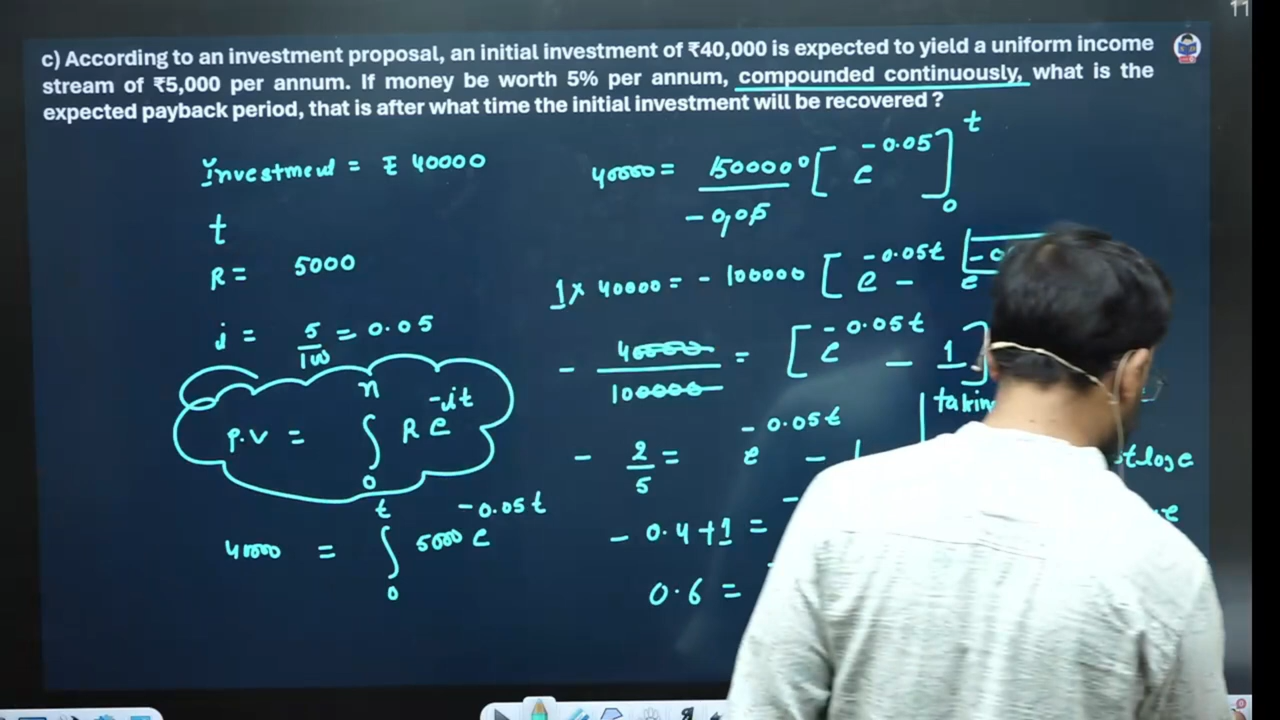 11
c) According to an investment proposal, an initial investment of ₹40,000 is expected to yield a uniform income
stream of ₹5,000 per annum. If money be worth 5% per annum, compounded continuously, what is the
expected payback period, that is after what time the initial investment will be recovered ?
Investment = ₹ 40000
t
R = 5000
i = 5/100 = 0.05
P.V = ∫₀ⁿ R e^-it
40000 = ∫₀ᵗ 5000 e^-0.05t
40000 = 5000/-0.05 [e^-0.05]₀ᵗ
1 x 40000 = - 100000 [e^-0.05t - e
- 400000/1000000 = [e^-0.05t - 1]
- 2/5 = e^-0.05t -
- 0.4 + 1 =
0.6 =
t log e